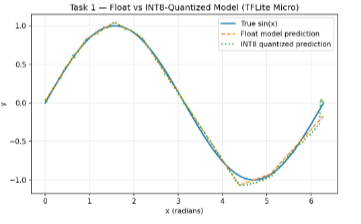 Task 1 — Float vs INT8-Quantized Model (TFLite Micro)
True sin(x)
Float model prediction
INT8 quantized prediction
1.0
0.5
0.0
−0.5
−1.0
y
0 1 2 3 4 5 6
x (radians)